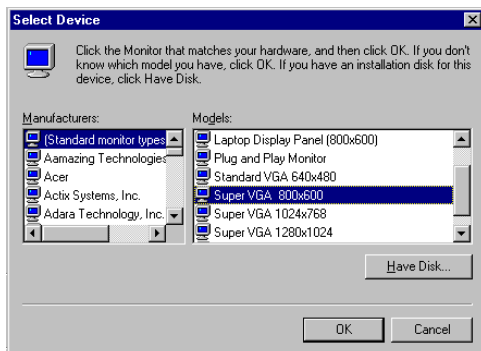 Select Device
Click the Monitor that matches your hardware, and then click OK. If you don't
know which model you have, click OK. If you have an installation disk for this
device, click Have Disk.
Manufacturers:
(Standard monitor types
Aamazing Technologies
Acer
Actix Systems, Inc.
Adara Technology, Inc.
Models:
Laptop Display Panel (800x600)
Plug and Play Monitor
Standard VGA 640x480
Super VGA 800x600
Super VGA 1024x768
Super VGA 1280x1024
Have Disk...
OK
Cancel